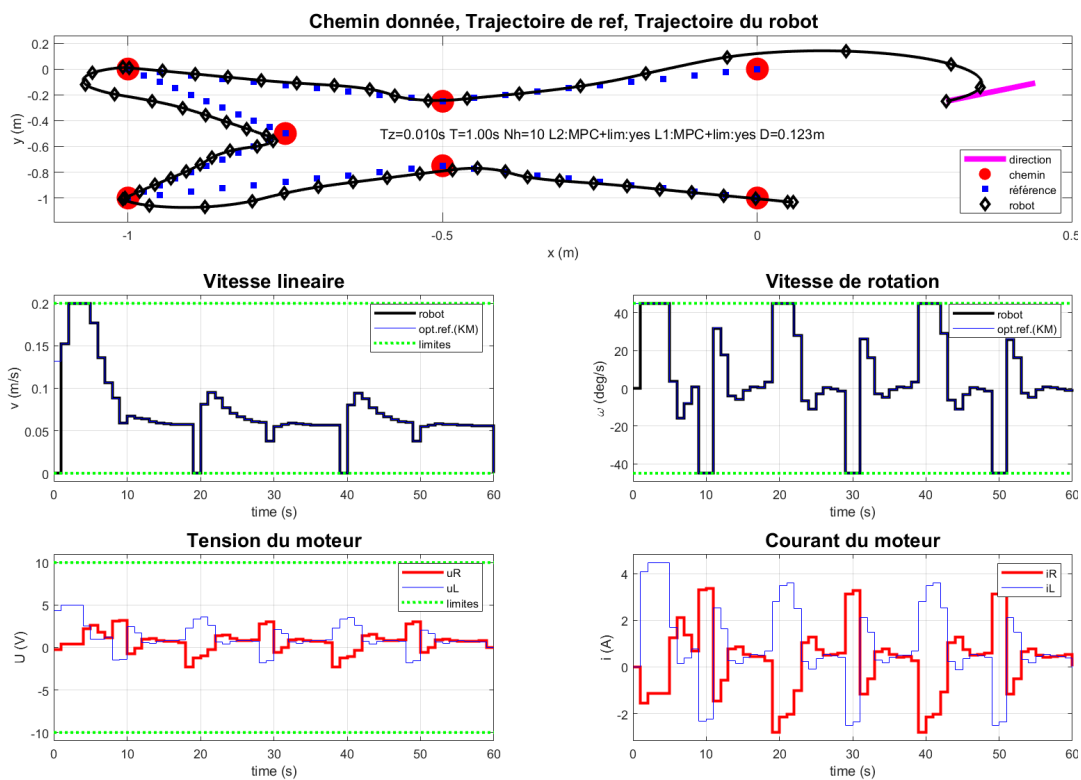 Chemin donnée, Trajectoire de ref, Trajectoire du robot
y (m)
0.2
0
-0.2
-0.4
-0.6
-0.8
-1
Tz=0.010s T=1.00s Nh=10 L2:MPC+lim:yes L1:MPC+lim:yes D=0.123m
direction
chemin
référence
robot
-1
-0.5
0
0.5
x (m)
Vitesse lineaire
v (m/s)
0.2
0.15
0.1
0.05
0
robot
opt.ref.(KM)
limites
0 10 20 30 40 50 60
time (s)
Vitesse de rotation
ω (deg/s)
40
20
0
-20
-40
robot
opt.ref.(KM)
0 10 20 30 40 50 60
time (s)
Tension du moteur
U (V)
10
5
0
-5
-10
uR
uL
limites
0 10 20 30 40 50 60
time (s)
Courant du moteur
i (A)
4
2
0
-2
iR
iL
0 10 20 30 40 50 60
time (s)